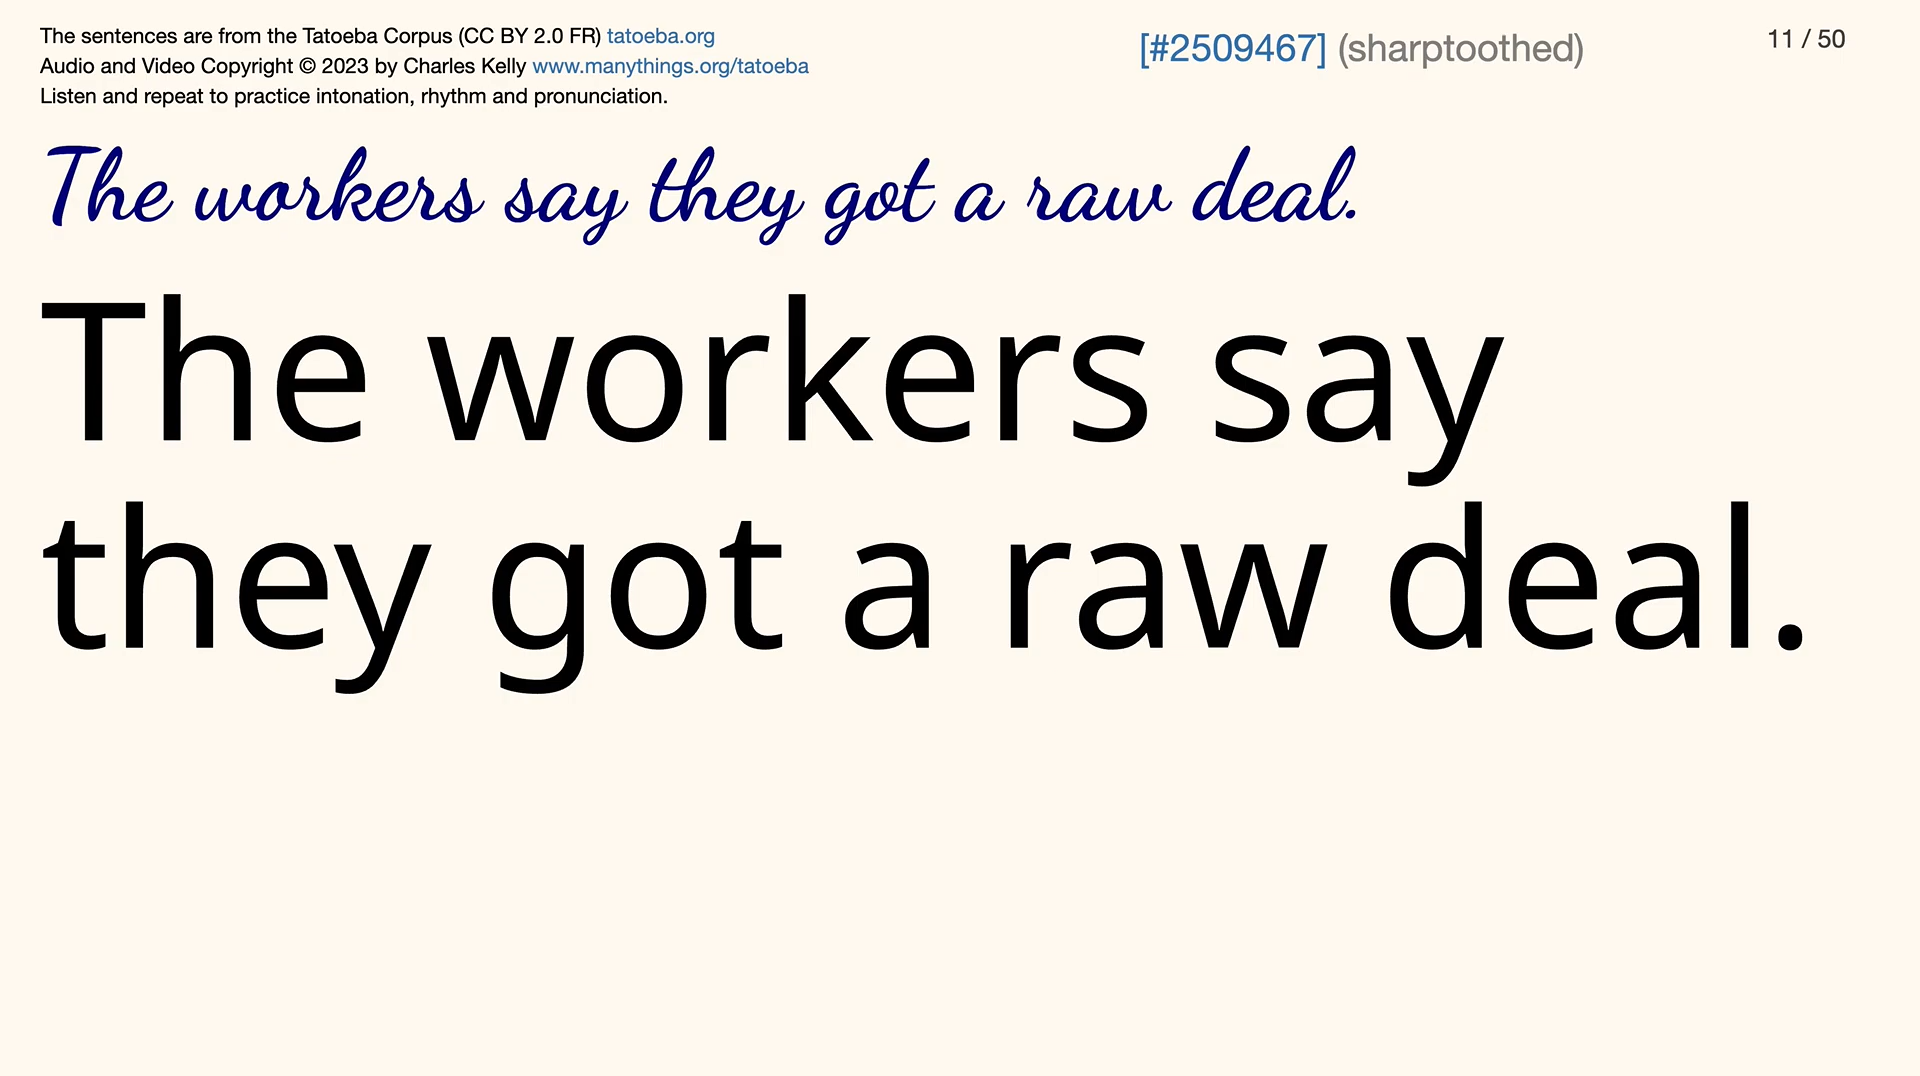 The sentences are from the Tatoeba Corpus (CC BY 2.0 FR) tatoeba.org
Audio and Video Copyright © 2023 by Charles Kelly www.manythings.org/tatoeba
Listen and repeat to practice intonation, rhythm and pronunciation.
[#2509467] (sharptoothed)
11 / 50
The workers say they got a raw deal.
The workers say
they got a raw deal.